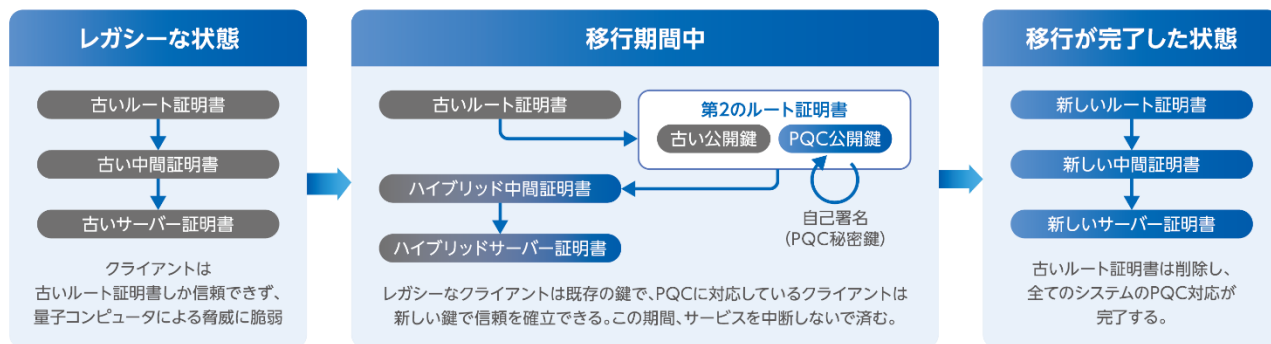 レガシーな状態
古いルート証明書
古い中間証明書
古いサーバー証明書
クライアントは
古いルート証明書しか信頼できず、
量子コンピュータによる脅威に脆弱
移行期間中
古いルート証明書
第2のルート証明書
古い公開鍵
PQC公開鍵
ハイブリッド中間証明書
自己署名
(PQC秘密鍵)
ハイブリッドサーバー証明書
レガシーなクライアントは既存の鍵で、PQCに対応しているクライアントは
新しい鍵で信頼を確立できる。この期間、サービスを中断しないで済む。
移行が完了した状態
新しいルート証明書
新しい中間証明書
新しいサーバー証明書
古いルート証明書は削除し、
全てのシステムのPQC対応が
完了する。